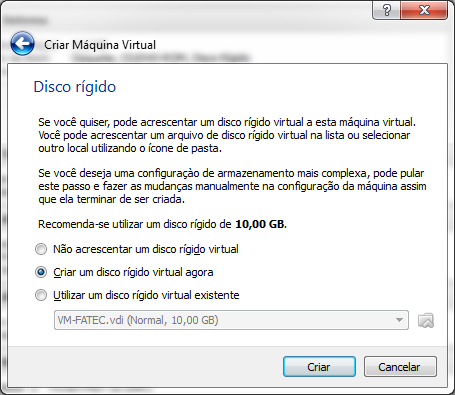 Criar Máquina Virtual
Disco rígido
Se você quiser, pode acrescentar um disco rígido virtual a esta máquina virtual.
Você pode acrescentar um arquivo de disco rígido virtual na lista ou selecionar
outro local utilizando o ícone de pasta.
Se você deseja uma configuraçào de armazenamento mais complexa, pode pular
este passo e fazer as mudanças manualmente na configuração da máquina assim
que ela terminar de ser criada.
Recomenda-se utilizar um disco rígido de 10,00 GB.
Não acrescentar um disco rígido virtual
Criar um disco rígido virtual agora
Utilizar um disco rígido virtual existente
VM-FATEC.vdi (Normal, 10,00 GB)
Criar
Cancelar